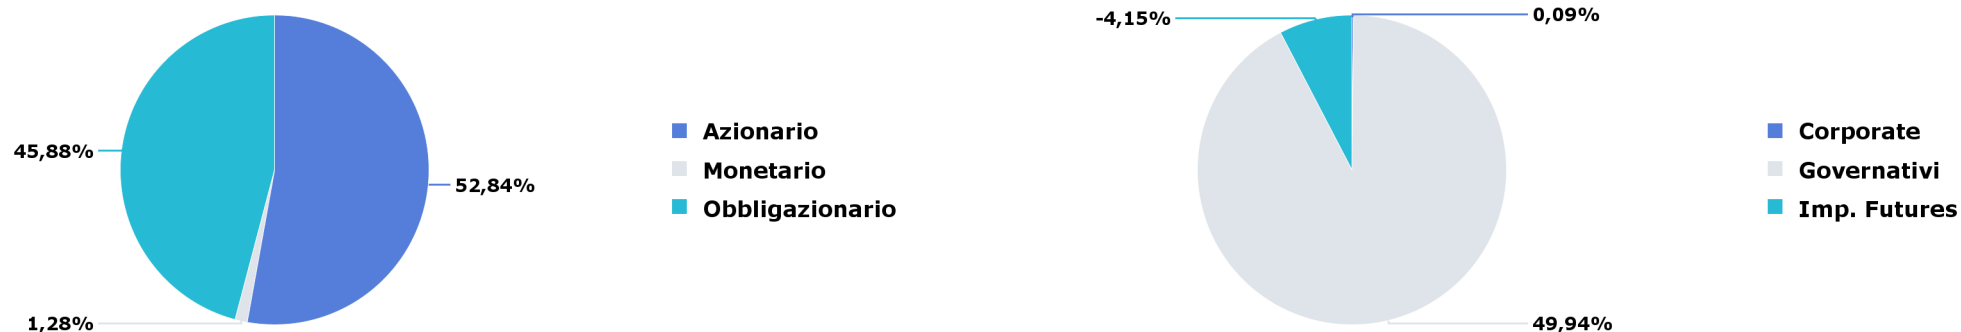 45,88%
52,84%
1,28%
Azionario
Monetario
Obbligazionario
-4,15%
0,09%
49,94%
Corporate
Governativi
Imp. Futures